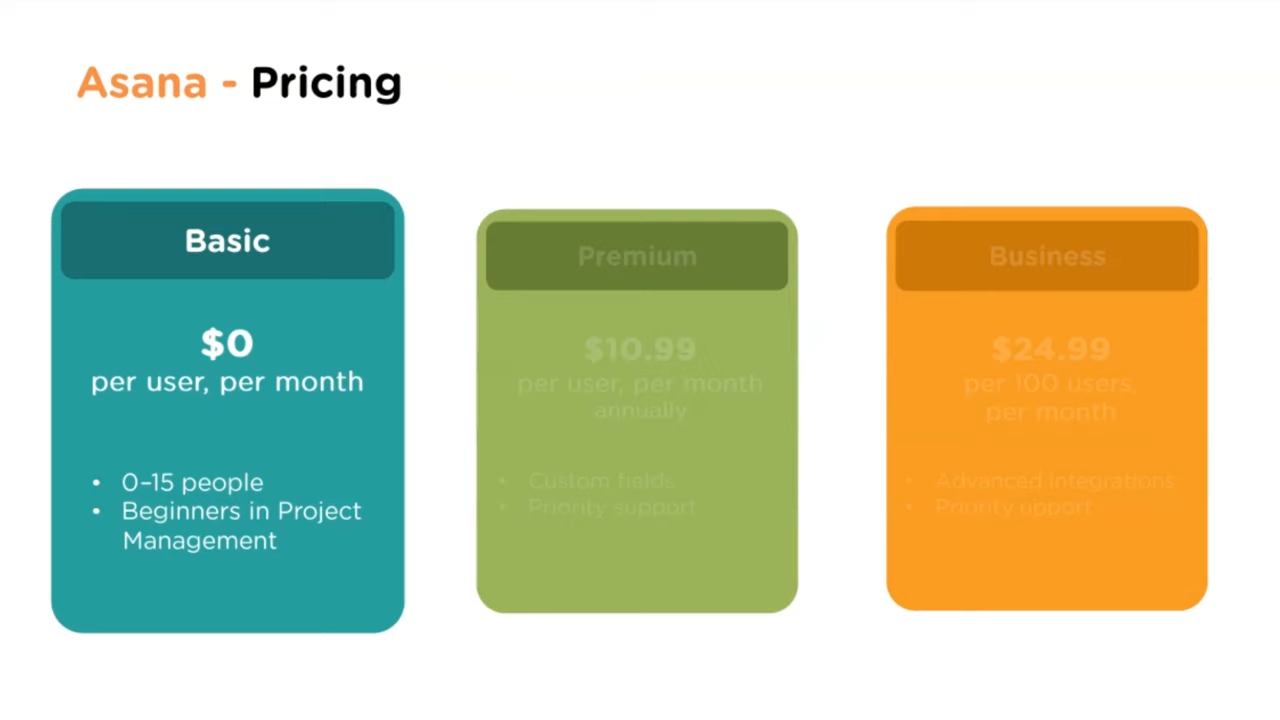 Asana - Pricing
Basic
$0
per user, per month
• 0–15 people
• Beginners in Project
Management
Premium
$10.99
per user, per month
annually
• Custom fields
• Priority support
Business
$24.99
per 100 users,
per month
• Advanced Integrations
• Priority upport